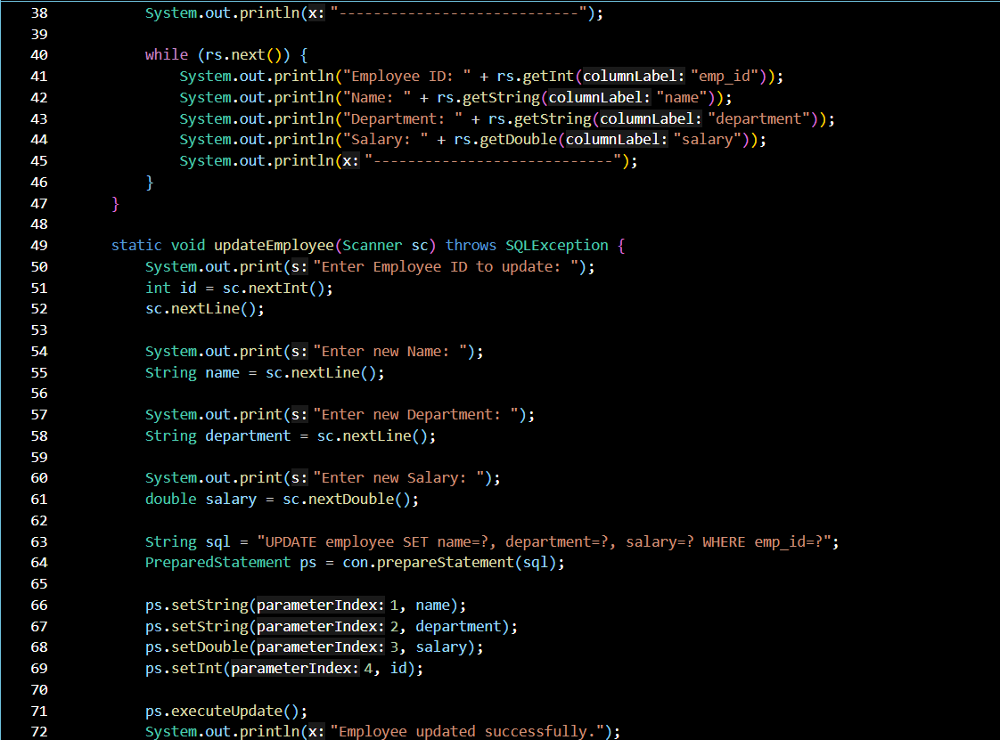 38 System.out.println(x: "----------------------------");
39
40 while (rs.next()) {
41 System.out.println("Employee ID: " + rs.getInt(columnLabel: "emp_id"));
42 System.out.println("Name: " + rs.getString(columnLabel: "name"));
43 System.out.println("Department: " + rs.getString(columnLabel: "department"));
44 System.out.println("Salary: " + rs.getDouble(columnLabel: "salary"));
45 System.out.println(x: "----------------------------");
46 }
47 }
48
49 static void updateEmployee(Scanner sc) throws SQLException {
50 System.out.print(s: "Enter Employee ID to update: ");
51 int id = sc.nextInt();
52 sc.nextLine();
53
54 System.out.print(s: "Enter new Name: ");
55 String name = sc.nextLine();
56
57 System.out.print(s: "Enter new Department: ");
58 String department = sc.nextLine();
59
60 System.out.print(s: "Enter new Salary: ");
61 double salary = sc.nextDouble();
62
63 String sql = "UPDATE employee SET name=?, department=?, salary=? WHERE emp_id=?";
64 PreparedStatement ps = con.prepareStatement(sql);
65
66 ps.setString(parameterIndex: 1, name);
67 ps.setString(parameterIndex: 2, department);
68 ps.setDouble(parameterIndex: 3, salary);
69 ps.setInt(parameterIndex: 4, id);
70
71 ps.executeUpdate();
72 System.out.println(x: "Employee updated successfully.");